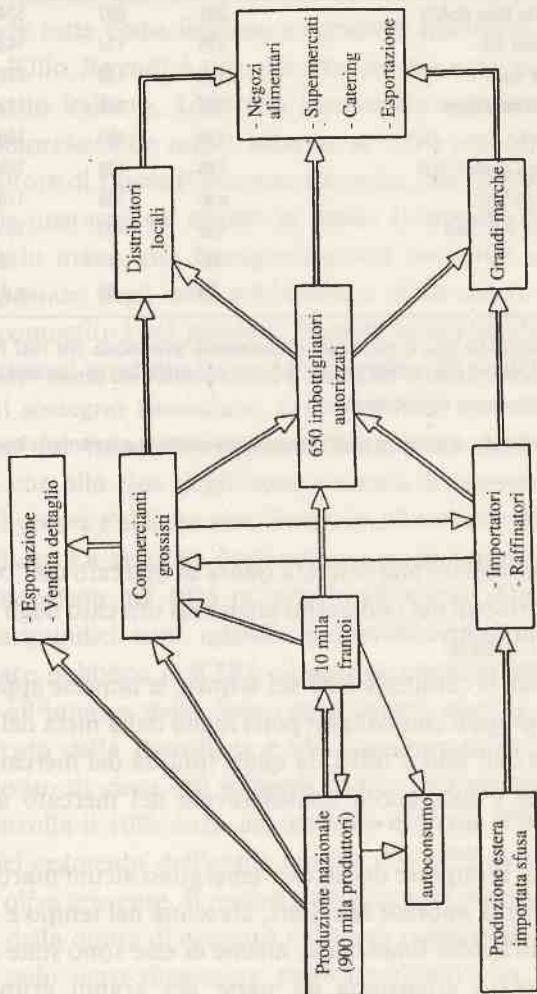 Produzione nazionale
(900 mila produttori)
Produzione estera
importata sfusa
autoconsumo
10 mila
frantoi
- Esportazione
- Vendita dettaglio
- Commercianti
grossisti
- Importatori
- Raffinatori
650 imbottigliatori
autorizzati
- Distributori
locali
- Grandi marche
- Negozi
alimentari
- Supermercati
- Catering
- Esportazione